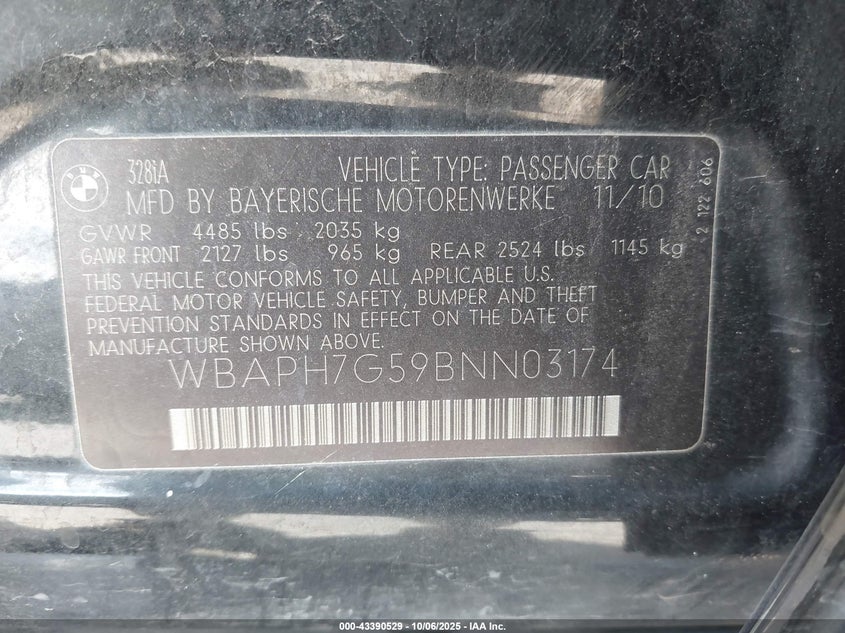 BMW
328iA VEHICLE TYPE: PASSENGER CAR
MFD BY BAYERISCHE MOTORENWERKE 11/10
GVWR 4485 lbs 2035 kg
GAWR FRONT 2127 lbs 965 kg REAR 2524 lbs 1145 kg
THIS VEHICLE CONFORMS TO ALL APPLICABLE U.S.
FEDERAL MOTOR VEHICLE SAFETY, BUMPER AND THEFT
PREVENTION STANDARDS IN EFFECT ON THE DATE OF
MANUFACTURE SHOWN ABOVE.
WBAPH7G59BNN03174
2 122 606
000-43390529 - 10/06/2025 - IAA Inc.